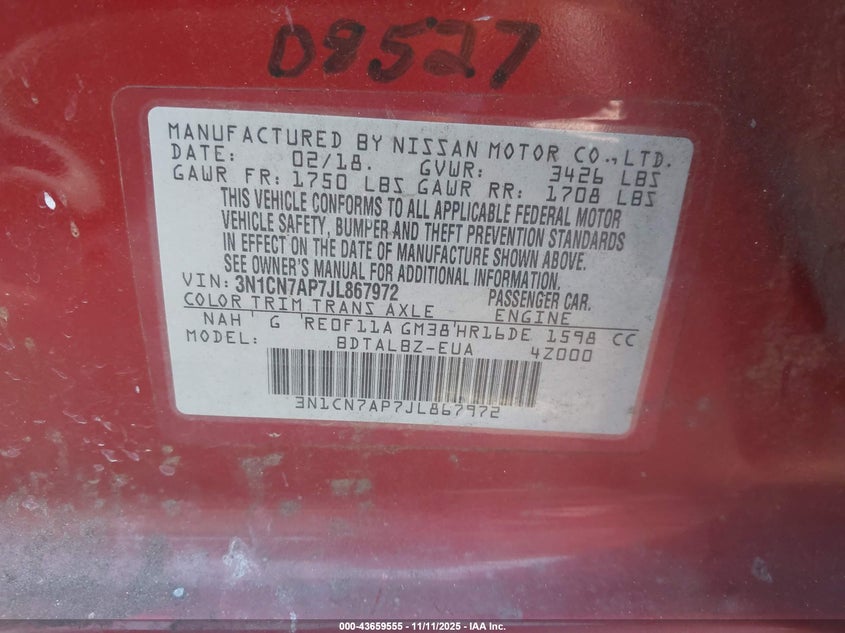 08527
MANUFACTURED BY NISSAN MOTOR CO.,LTD.
DATE: 02/18. GVWR: 3426 LBS
GAWR FR: 1750 LBS GAWR RR: 1708 LBS
THIS VEHICLE CONFORMS TO ALL APPLICABLE FEDERAL MOTOR
VEHICLE SAFETY, BUMPER AND THEFT PREVENTION STANDARDS
IN EFFECT ON THE DATE OF MANUFACTURE SHOWN ABOVE.
SEE OWNER'S MANUAL FOR ADDITIONAL INFORMATION.
VIN: 3N1CN7AP7JL867972 PASSENGER CAR.
COLOR TRIM TRANS AXLE ENGINE
NAH G RE0F11A GM38 HR16DE 1598 CC
MODEL: BDTALBZ-EUA 4Z000
3N1CN7AP7JL867972
000-43659555 - 11/11/2025 - IAA Inc.